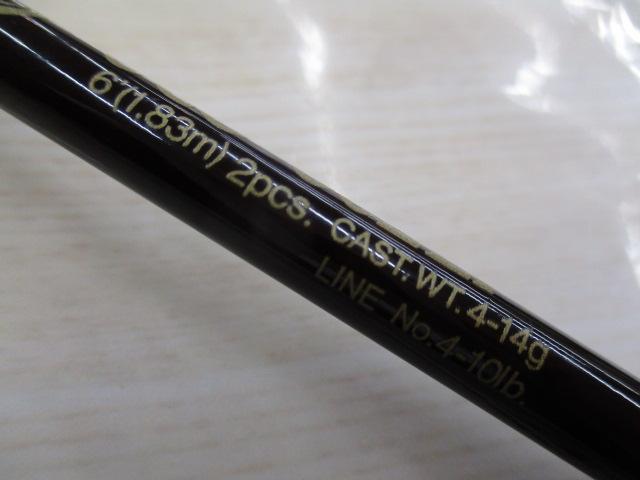 6'(1.83m) 2pcs. CAST.WT.4-14g
LINE No.4-10lb.